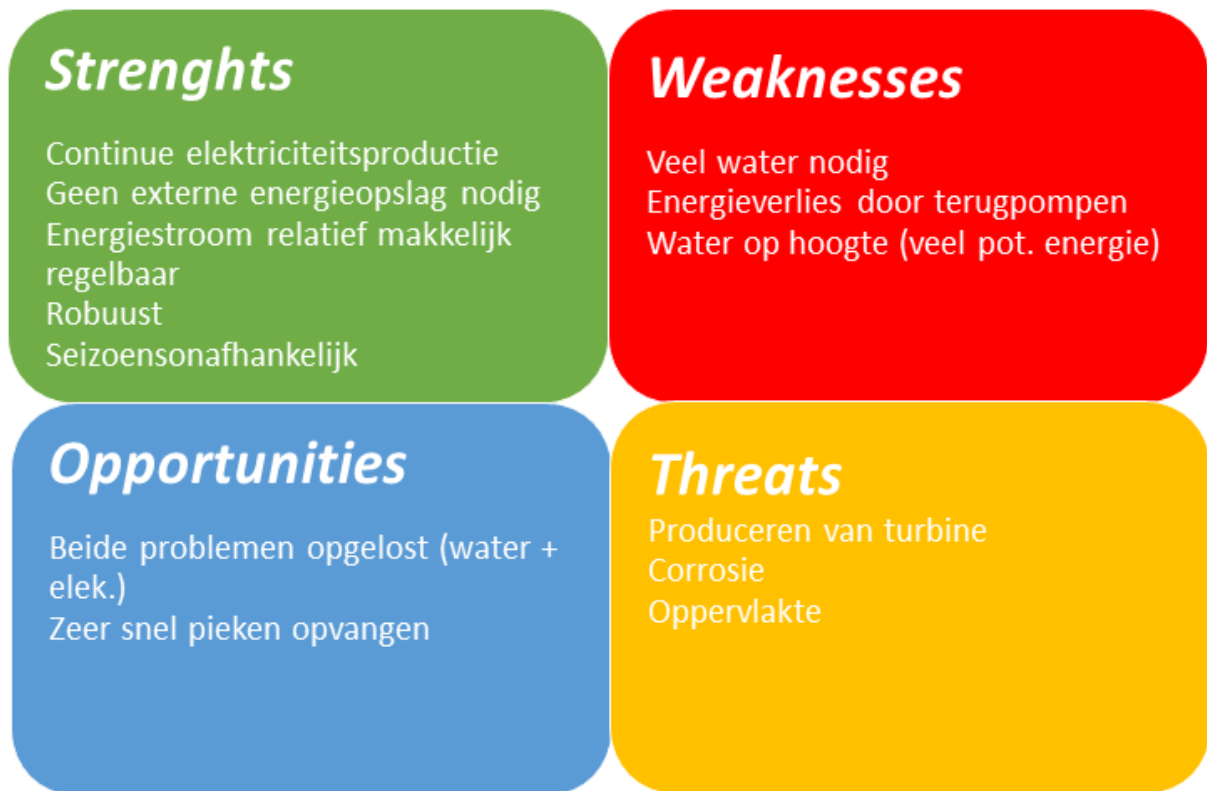 Strenghts
Continue elektriciteitsproductie
Geen externe energieopslag nodig
Energiestroom relatief makkelijk
regelbaar
Robuust
Seizoensonafhankelijk
Weaknesses
Veel water nodig
Energieverlies door terugpompen
Water op hoogte (veel pot. energie)
Opportunities
Beide problemen opgelost (water +
elek.)
Zeer snel pieken opvangen
Threats
Produceren van turbine
Corrosie
Oppervlakte